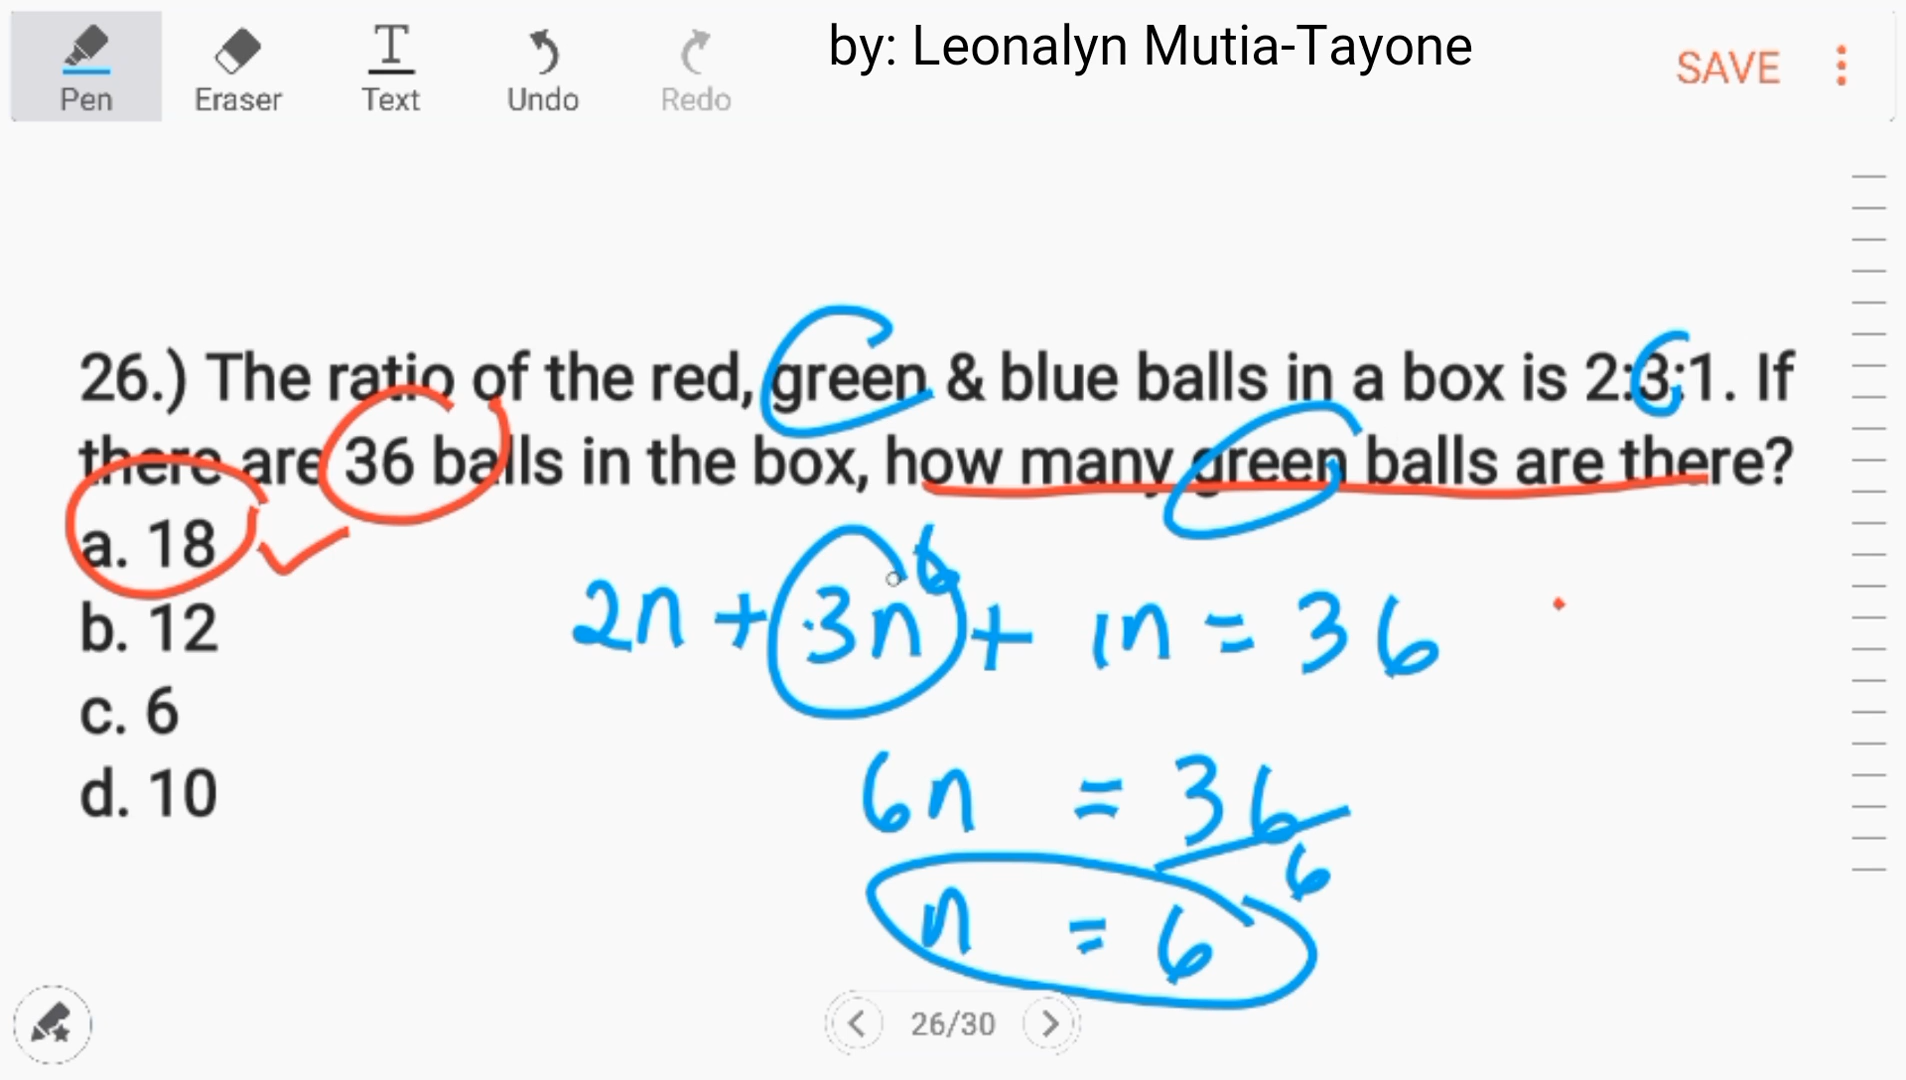 by: Leonalyn Mutia-Tayone
Pen Eraser Text Undo Redo SAVE
26.) The ratio of the red, green & blue balls in a box is 2:3:1. If
there are 36 balls in the box, how many green balls are there?
a. 18
b. 12
c. 6
d. 10
6
2n + 3n + 1n = 36
6n = 36
6
n = 6
26/30